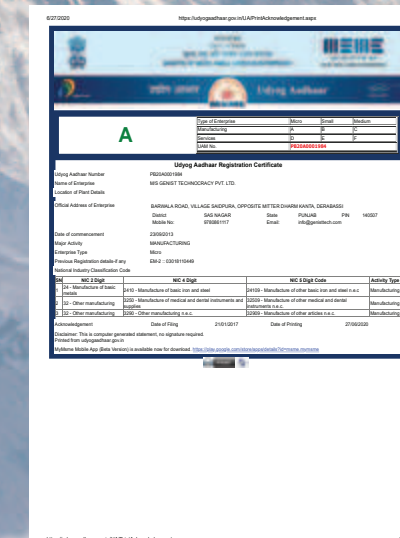 6/27/2020 https://udyogaadhaar.gov.in/UA/PrintAcknowledgement.aspx
Udyog Aadhaar
A
Type of Enterprise Micro Small Medium
Manufacturing A B C
Services D E F
UAM No. PB20A0001984
Udyog Aadhaar Registration Certificate
Udyog Aadhaar Number PB20A0001984
Name of Enterprise M/S GENIST TECHNOCRACY PVT. LTD.
Location of Plant Details
Official Address of Enterprise BARWALA ROAD, VILLAGE SAIDPURA, OPPOSITE MITTER DHARM KANTA, DERABASSI
District SAS NAGAR State PUNJAB PIN 140507
Mobile No: 9780861117 Email: info@genisttech.com
Date of commencement 23/09/2013
Major Activity MANUFACTURING
Enterprise Type Micro
Previous Registration details-if any EM-2 :: 03018110449
National Industry Classification Code
SN NIC 2 Digit NIC 4 Digit NIC 5 Digit Code Activity Type
1 24 - Manufacture of basic metals 2410 - Manufacture of basic iron and steel 24109 - Manufacture of other basic iron and steel n.e.c Manufacturing
2 32 - Other manufacturing 3250 - Manufacture of medical and dental instruments and supplies 32509 - Manufacture of other medical and dental instruments n.e.c. Manufacturing
3 32 - Other manufacturing 3290 - Other manufacturing n.e.c. 32909 - Manufacture of other articles n.e.c. Manufacturing
Acknowledgement Date of Filing 21/01/2017 Date of Printing 27/06/2020
Disclaimer: This is computer generated statement, no signature required.
Printed from udyogaadhaar.gov.in
MyMsme Mobile App (Beta Version) is available now for download.